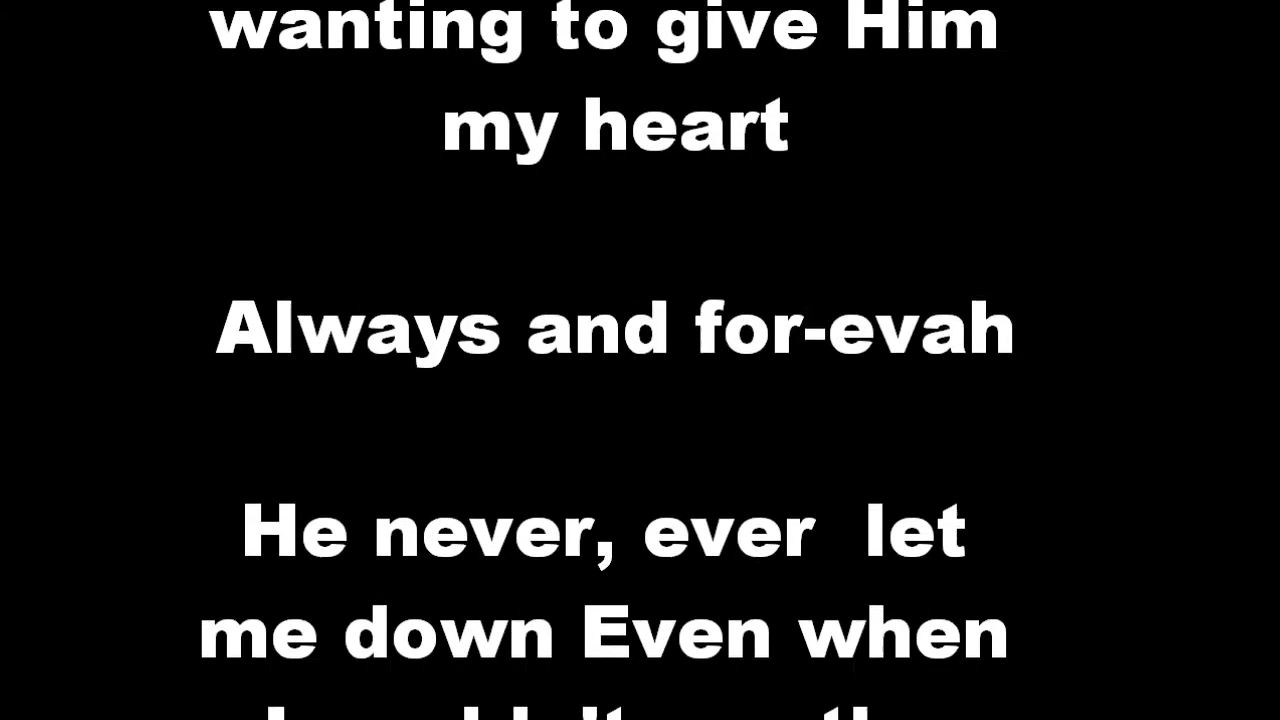 wanting to give Him
my heart
Always and for-evah
He never, ever  let
me down Even when